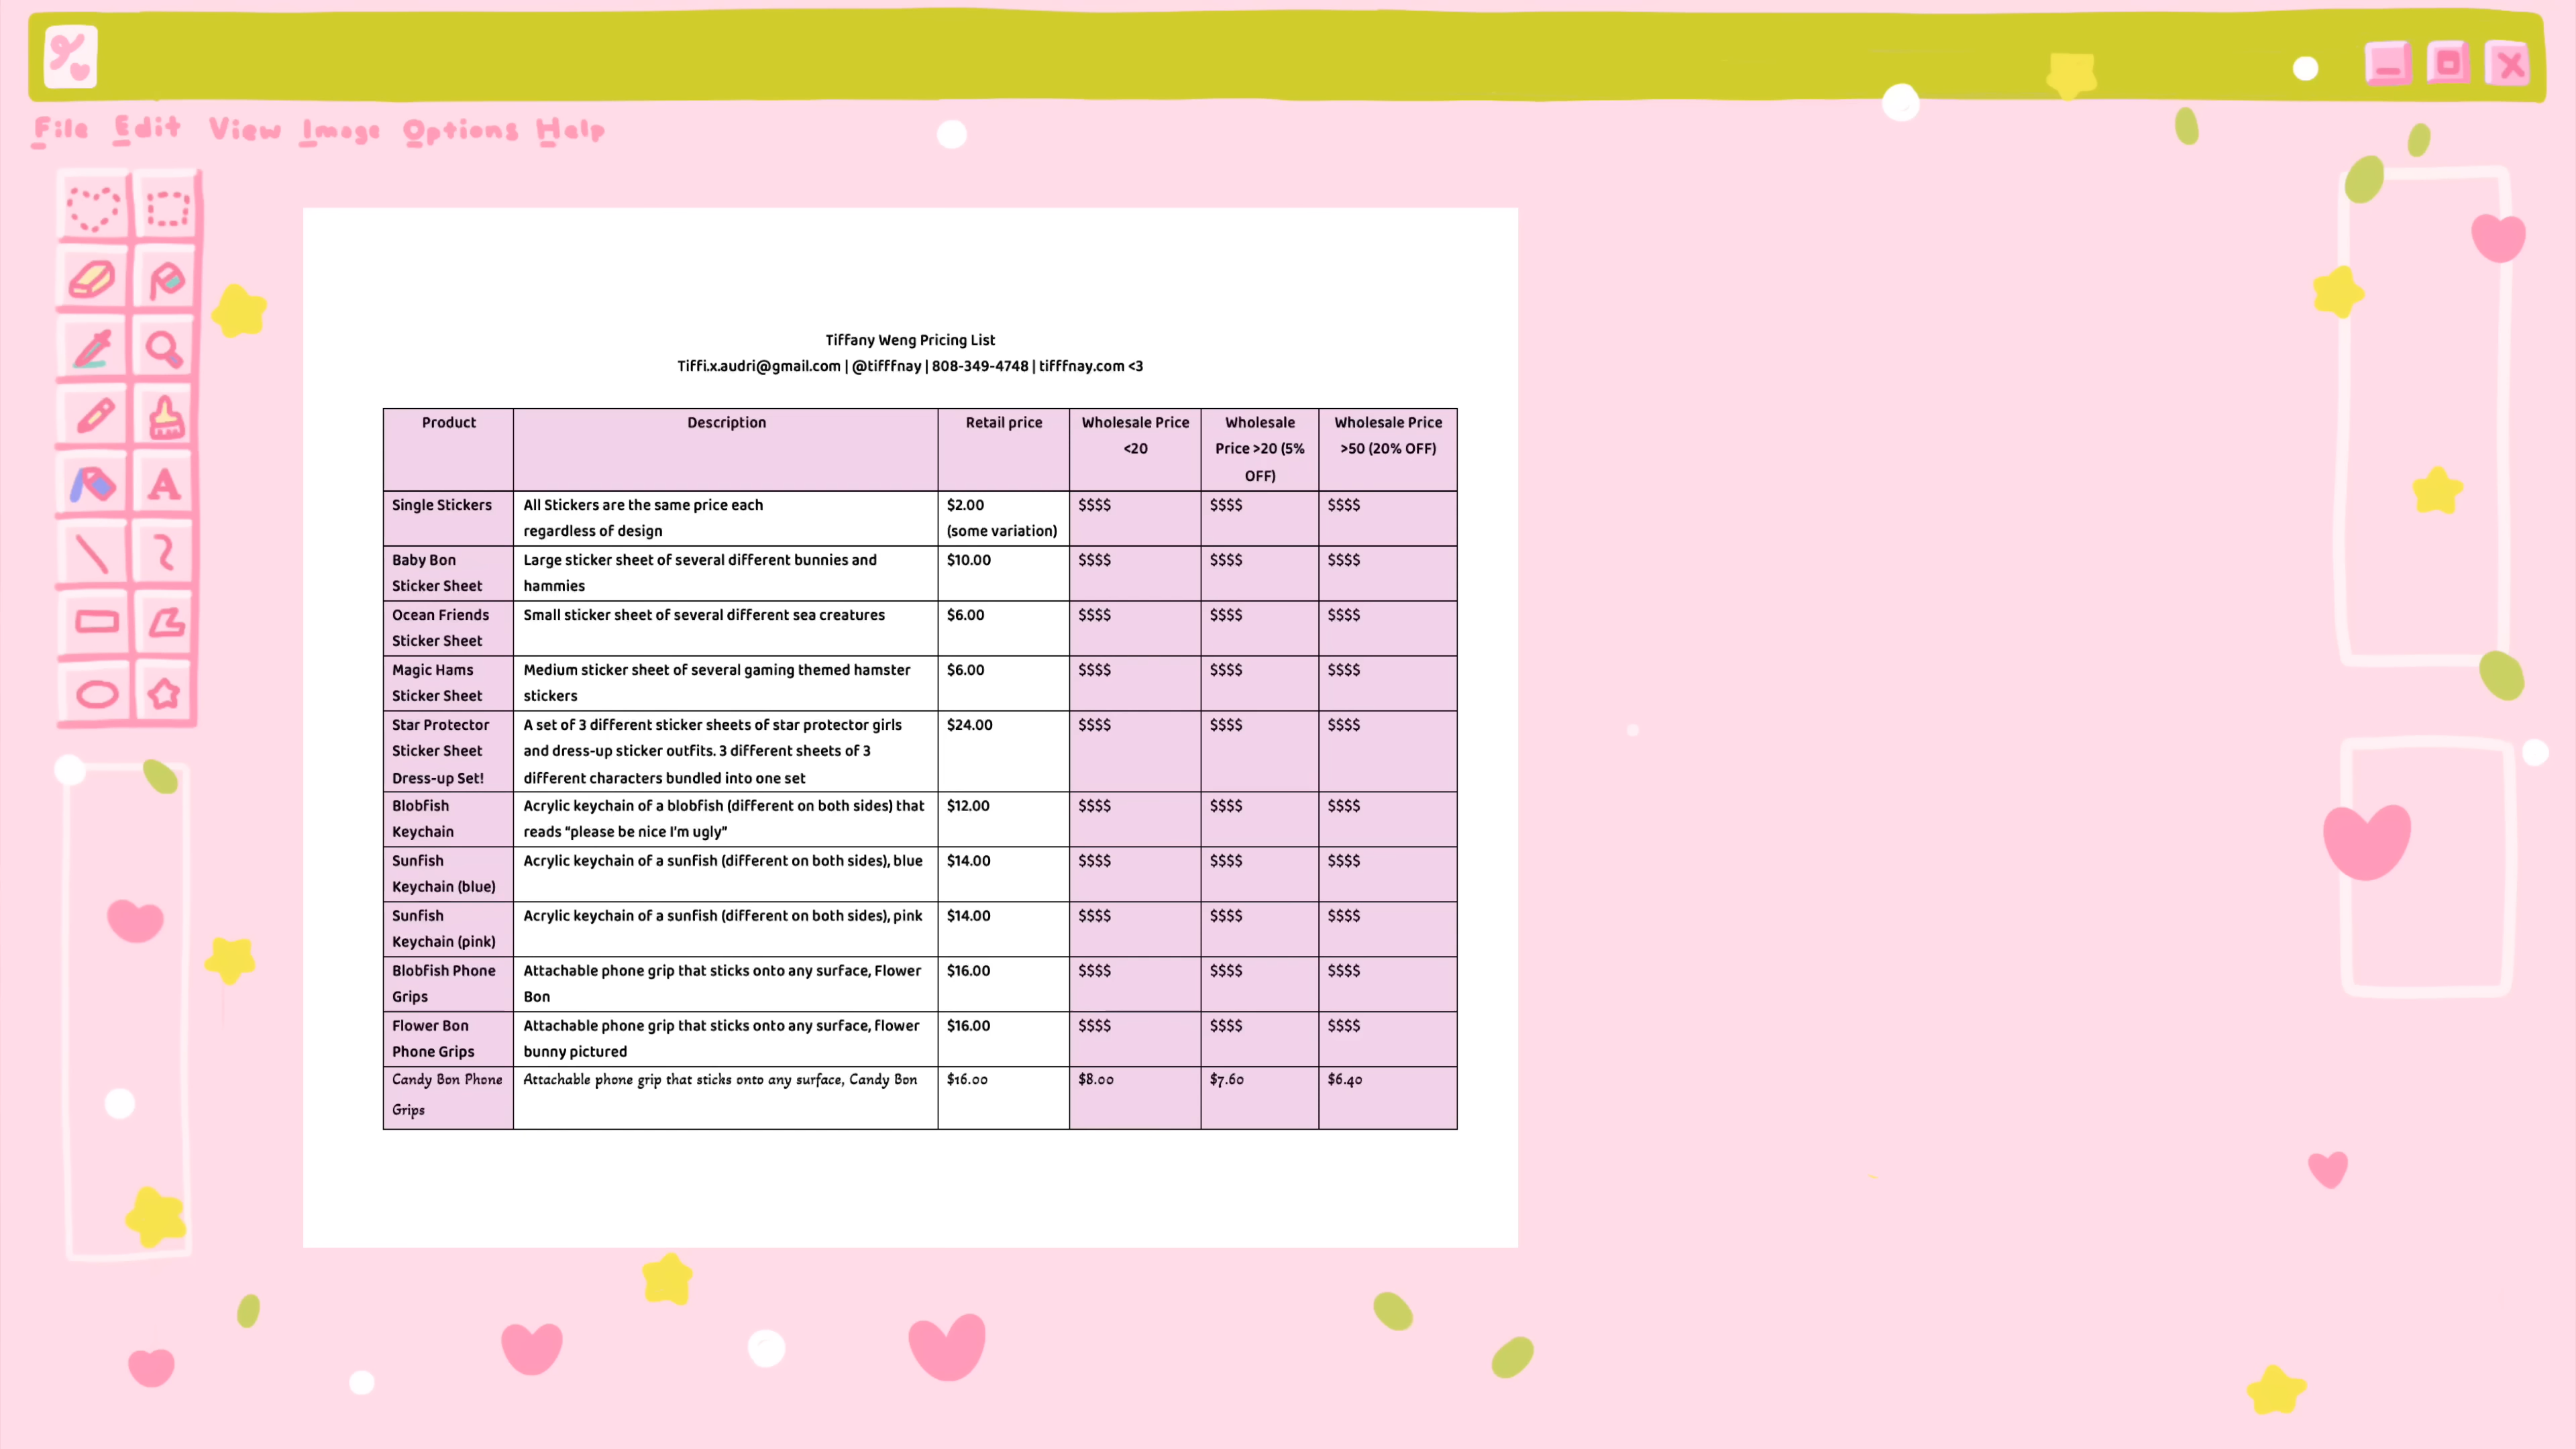 File Edit View Image Options Help
Tiffany Weng Pricing List
Tiffi.x.audri@gmail.com | @tifffnay | 808-349-4748 | tifffnay.com <3
Product Description Retail price Wholesale Price <20 Wholesale Price >20 (5% OFF) Wholesale Price >50 (20% OFF)
Single Stickers All Stickers are the same price each regardless of design $2.00 (some variation) $$$$ $$$$ $$$$
Baby Bon Sticker Sheet Large sticker sheet of several different bunnies and hammies $10.00 $$$$ $$$$ $$$$
Ocean Friends Sticker Sheet Small sticker sheet of several different sea creatures $6.00 $$$$ $$$$ $$$$
Magic Hams Sticker Sheet Medium sticker sheet of several gaming themed hamster stickers $6.00 $$$$ $$$$ $$$$
Star Protector Sticker Sheet Dress-up Set! A set of 3 different sticker sheets of star protector girls and dress-up sticker outfits. 3 different sheets of 3 different characters bundled into one set $24.00 $$$$ $$$$ $$$$
Blobfish Keychain Acrylic keychain of a blobfish (different on both sides) that reads “please be nice I’m ugly” $12.00 $$$$ $$$$ $$$$
Sunfish Keychain (blue) Acrylic keychain of a sunfish (different on both sides), blue $14.00 $$$$ $$$$ $$$$
Sunfish Keychain (pink) Acrylic keychain of a sunfish (different on both sides), pink $14.00 $$$$ $$$$ $$$$
Blobfish Phone Grips Attachable phone grip that sticks onto any surface, Flower Bon $16.00 $$$$ $$$$ $$$$
Flower Bon Phone Grips Attachable phone grip that sticks onto any surface, flower bunny pictured $16.00 $$$$ $$$$ $$$$
Candy Bon Phone Grips Attachable phone grip that sticks onto any surface, Candy Bon $16.00 $8.00 $7.60 $6.40